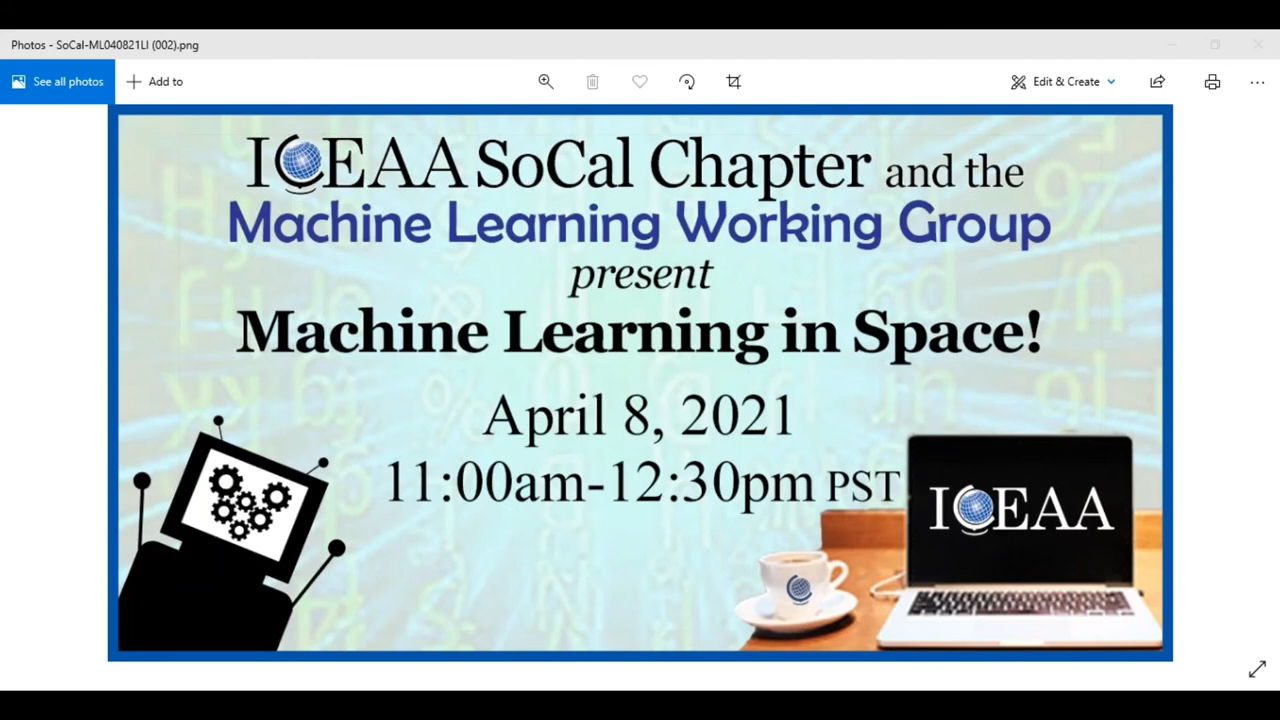 Photos - SoCal-ML040821LI (002).png
See all photos
Add to
Edit & Create
ICEAA SoCal Chapter and the
Machine Learning Working Group
present
Machine Learning in Space!
April 8, 2021
11:00am-12:30pm PST
ICEAA